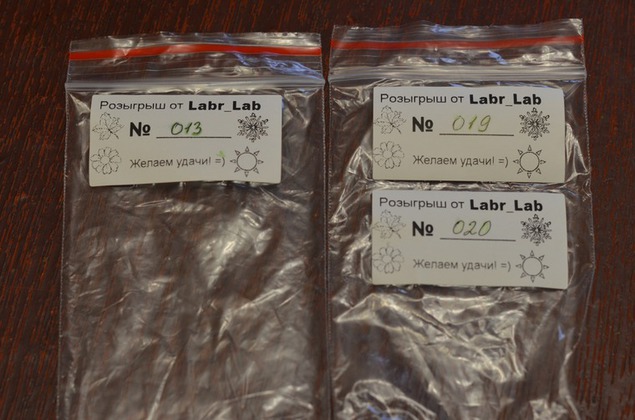 Розыгрыш от Labr_Lab
№ 013
Желаем удачи! =)
Розыгрыш от Labr_Lab
№ 019
Желаем удачи! =)
Розыгрыш от Labr_Lab
№ 020
Желаем удачи! =)